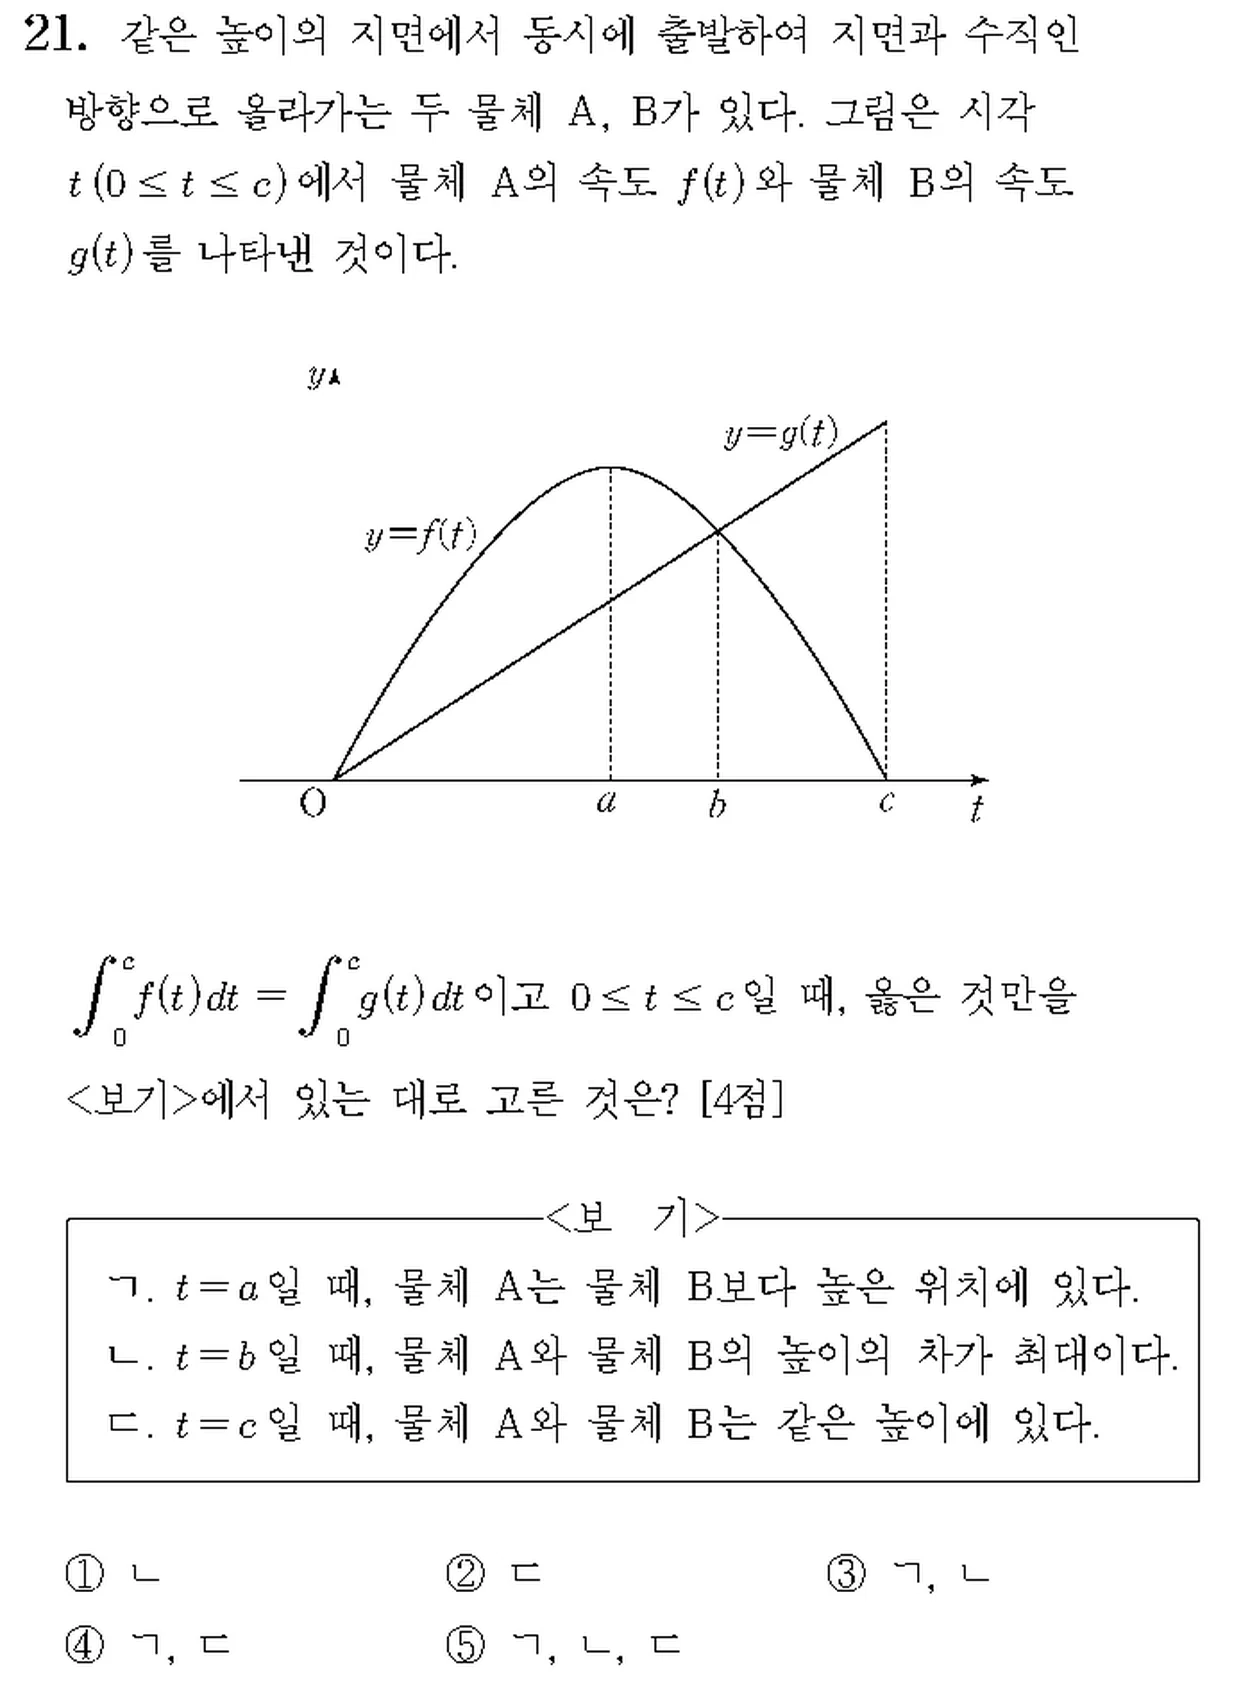 21. 같은 높이의 지면에서 동시에 출발하여 지면과 수직인
방향으로 올라가는 두 물체 A, B가 있다. 그림은 시각
t (0 ≤ t ≤ c)에서 물체 A의 속도 f(t)와 물체 B의 속도
g(t)를 나타낸 것이다.
y
y=g(t)
y=f(t)
O a b c t
∫₀ᶜ f(t)dt = ∫₀ᶜ g(t)dt이고 0 ≤ t ≤ c일 때, 옳은 것만을
<보기>에서 있는 대로 고른 것은? [4점]
<보 기>
ㄱ. t = a일 때, 물체 A는 물체 B보다 높은 위치에 있다.
ㄴ. t = b일 때, 물체 A와 물체 B의 높이의 차가 최대이다.
ㄷ. t = c일 때, 물체 A와 물체 B는 같은 높이에 있다.
① ㄴ ② ㄷ ③ ㄱ, ㄴ
④ ㄱ, ㄷ ⑤ ㄱ, ㄴ, ㄷ